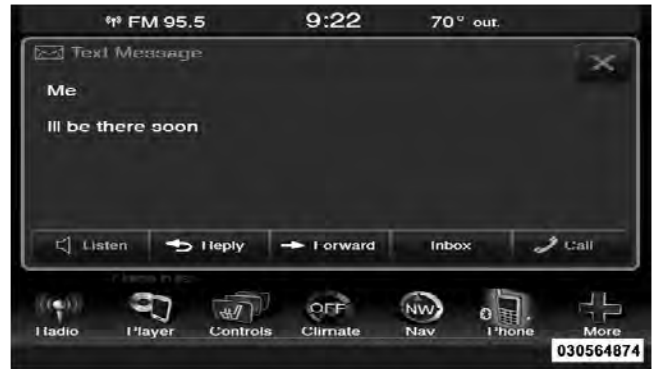 FM 95.5 9:22 70° out.
Text Message
Me
Ill be there soon
Listen Reply Forward Inbox Call
OFF NW
Radio Player Controls Climate Nav Phone More
030564874